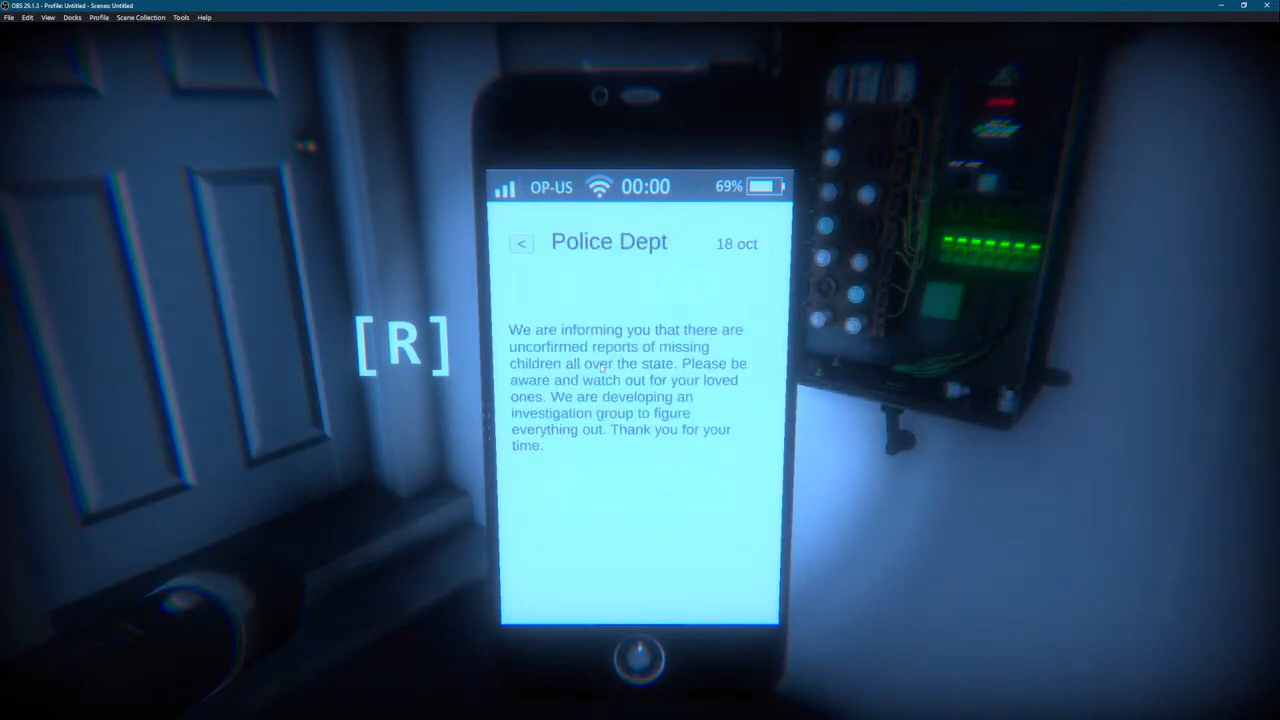 OBS 29.1.3 - Profile: Untitled - Scenes: Untitled
File Edit View Docks Profile Scene Collection Tools Help
OP-US 00:00 69%
< Police Dept 18 oct
We are informing you that there are
uncorfirmed reports of missing
children all over the state. Please be
aware and watch out for your loved
ones. We are developing an
investigation group to figure
everything out. Thank you for your
time.
[R]